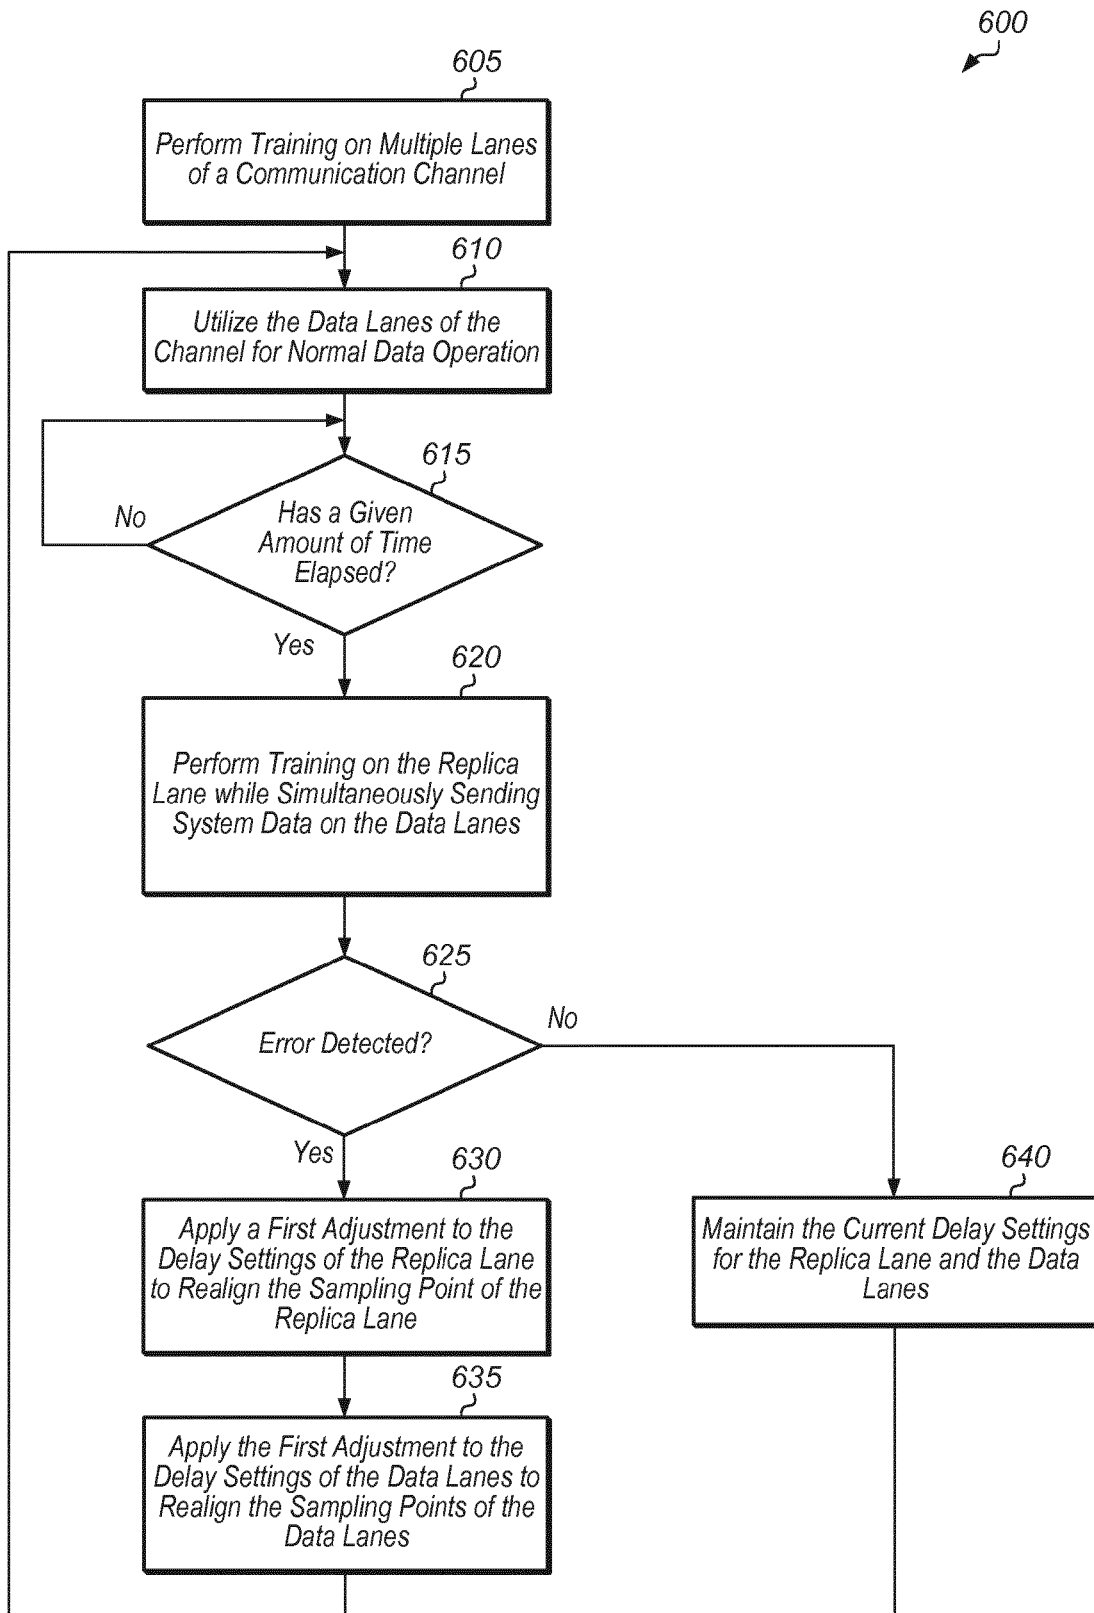 600
605
Perform Training on Multiple Lanes
of a Communication Channel
610
Utilize the Data Lanes of the
Channel for Normal Data Operation
615
Has a Given
Amount of Time
Elapsed?
No
Yes
620
Perform Training on the Replica
Lane while Simultaneously Sending
System Data on the Data Lanes
625
Error Detected?
No
Yes
630
Apply a First Adjustment to the
Delay Settings of the Replica Lane
to Realign the Sampling Point of the
Replica Lane
640
Maintain the Current Delay Settings
for the Replica Lane and the Data
Lanes
635
Apply the First Adjustment to the
Delay Settings of the Data Lanes to
Realign the Sampling Points of the
Data Lanes